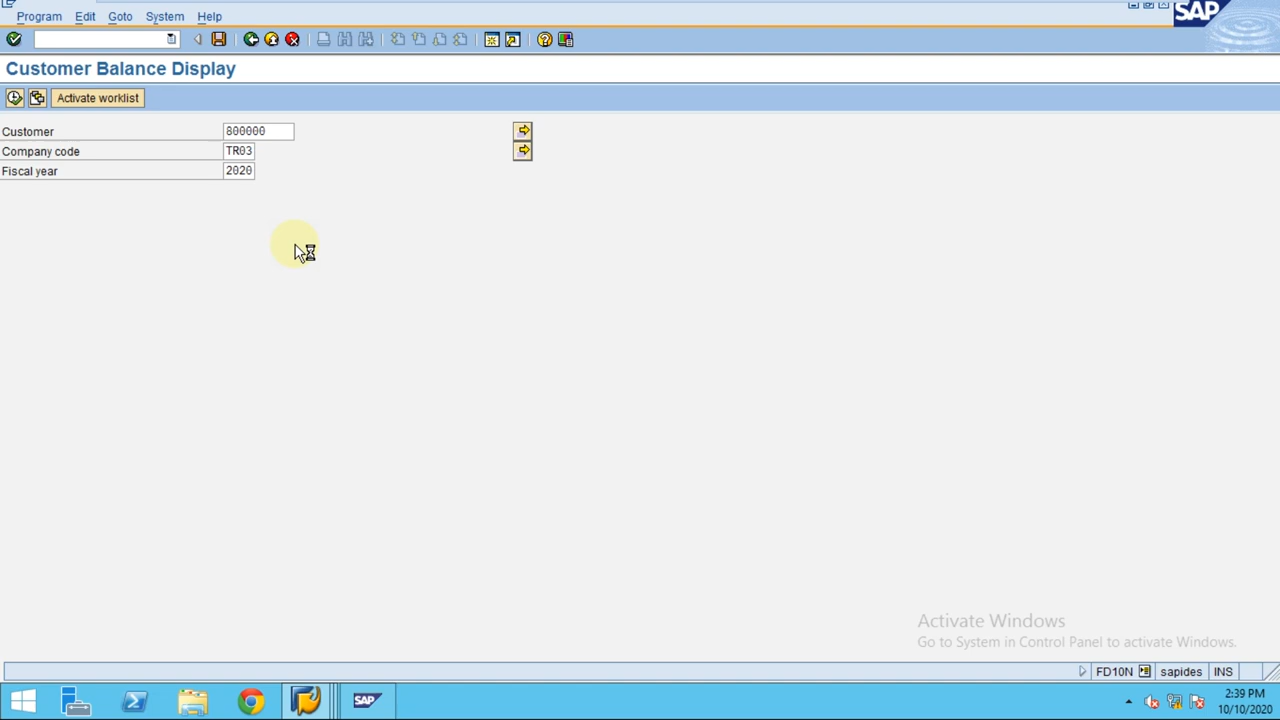 Program Edit Goto System Help
SAP
Customer Balance Display
Activate worklist
Customer 800000
Company code TR03
Fiscal year 2020
Activate Windows
Go to System in Control Panel to activate Windows.
FD10N sapides INS
SAP
2:39 PM
10/10/2020